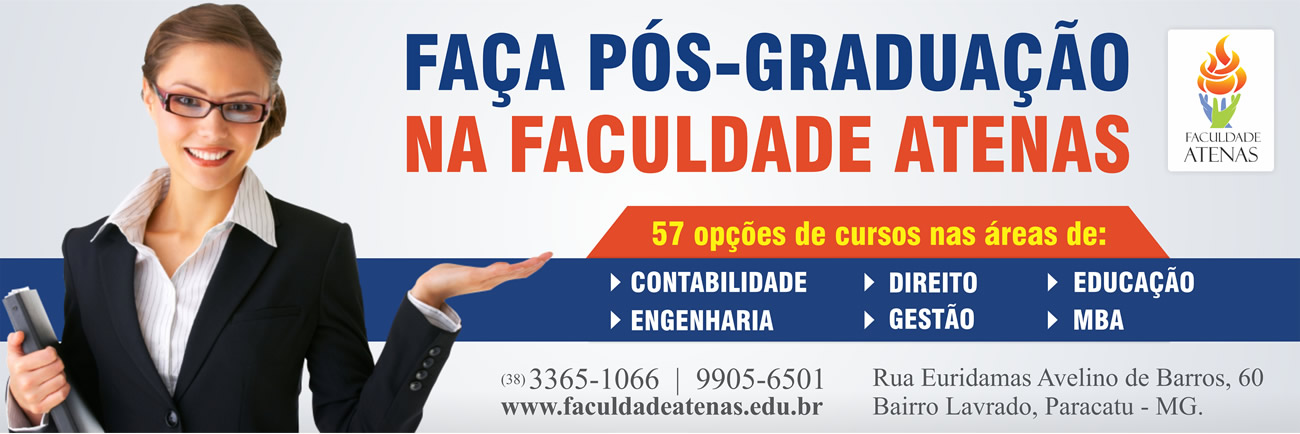 FAÇA PÓS-GRADUAÇÃO
NA FACULDADE ATENAS
FACULDADE
ATENAS
57 opções de cursos nas áreas de:
CONTABILIDADE
DIREITO
EDUCAÇÃO
ENGENHARIA
GESTÃO
MBA
(38) 3365-1066 | 9905-6501
www.faculdadeatenas.edu.br
Rua Euridamas Avelino de Barros, 60
Bairro Lavrado, Paracatu - MG.